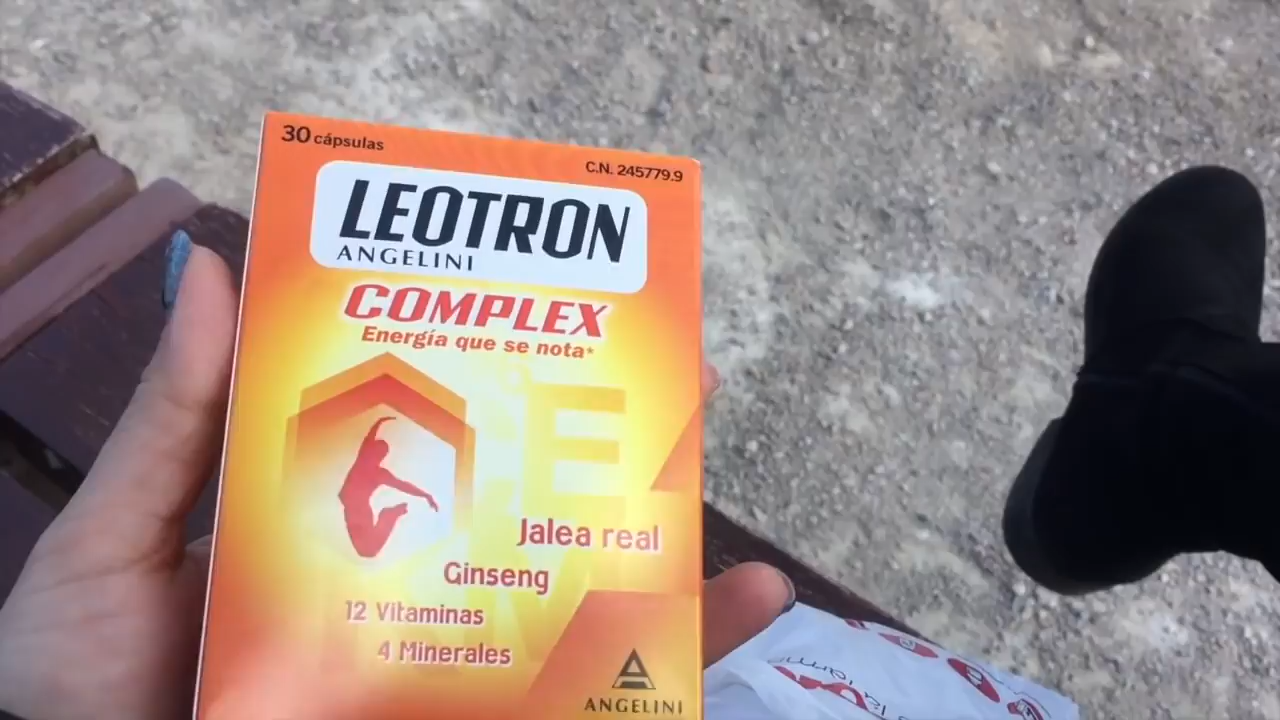 30 cápsulas
C.N. 245779.9
LEOTRON
ANGELINI
COMPLEX
Energía que se nota*
Jalea real
Ginseng
12 Vitaminas
4 Minerales
ANGELINI